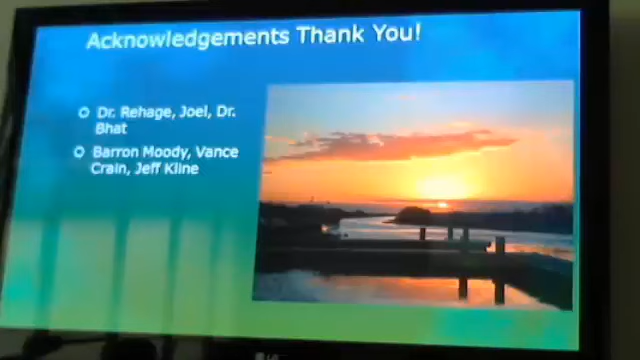 Acknowledgements Thank You!
Dr. Rehage, Joel, Dr.
Bhat
Barron Moody, Vance
Crain, Jeff Kline